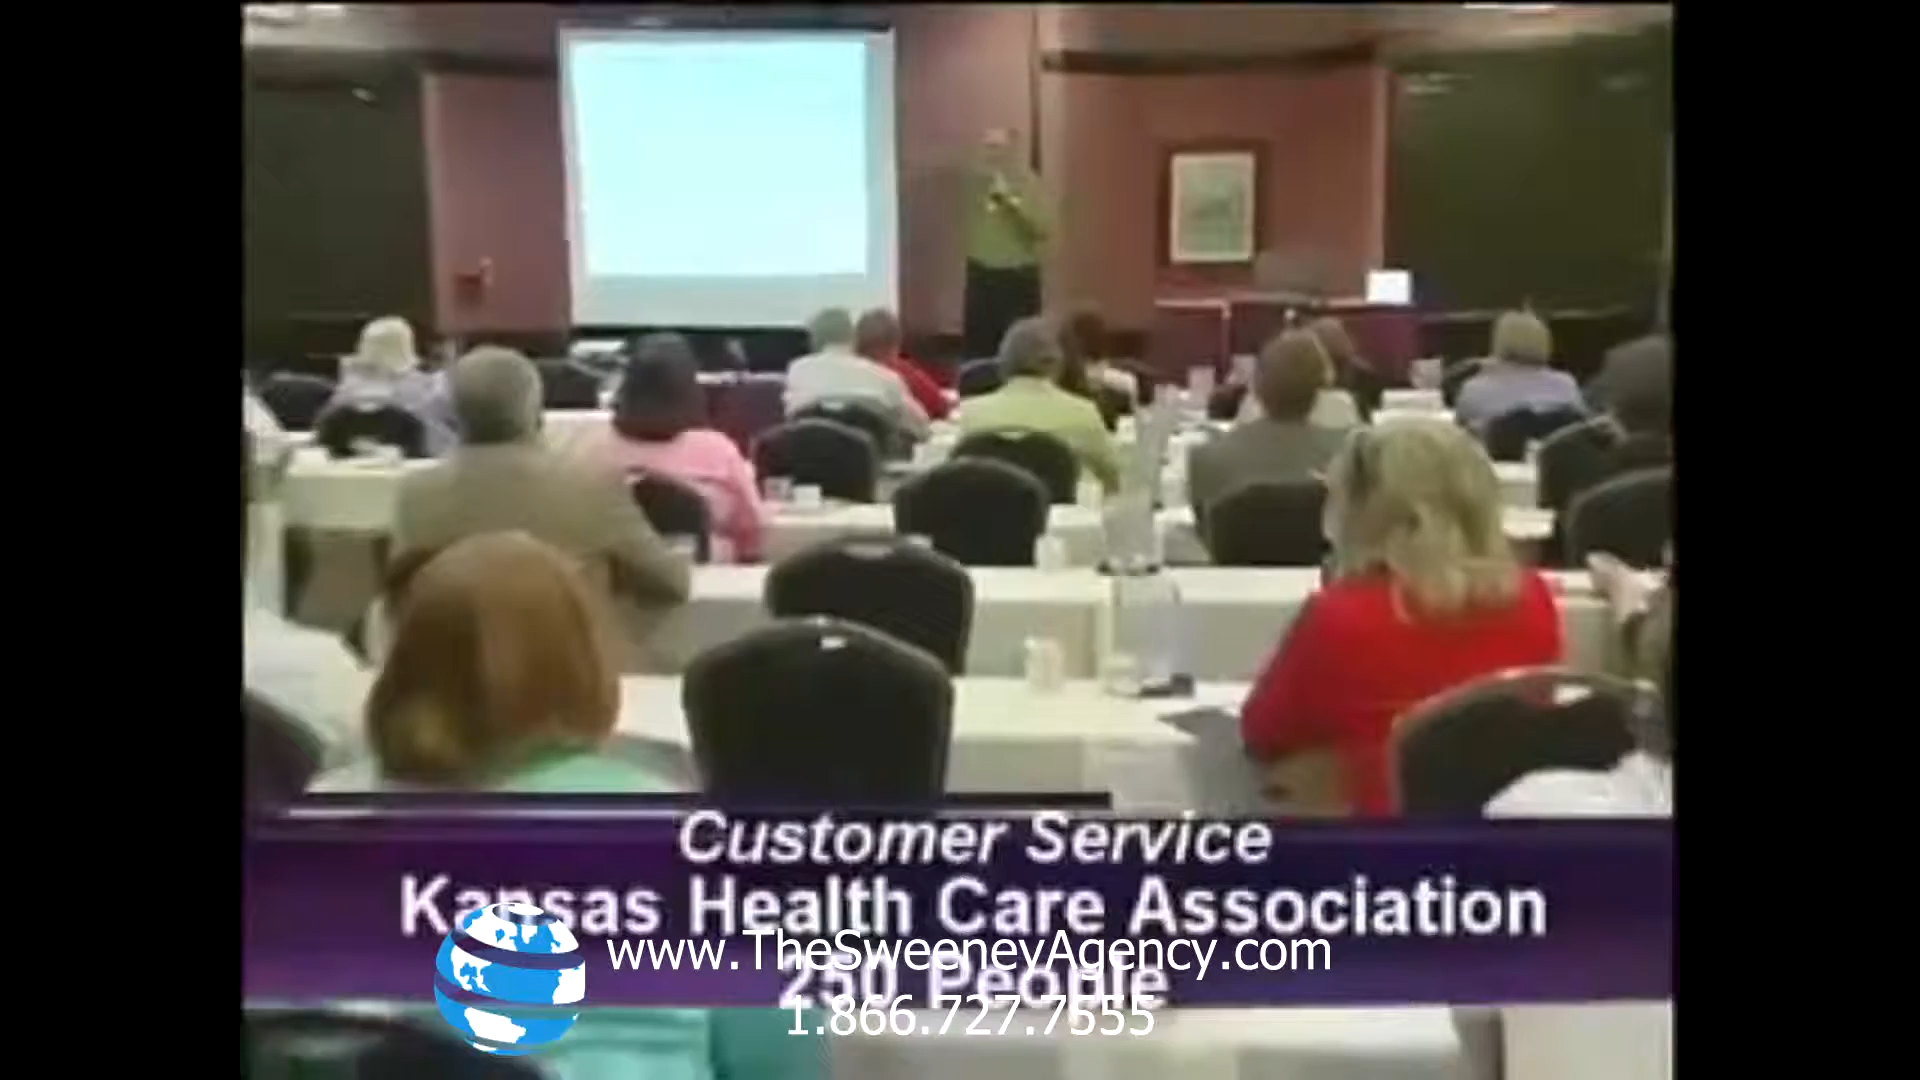 Customer Service
Kansas Health Care Association
www.TheSweeneyAgency.com
250 People
1.866.727.7555